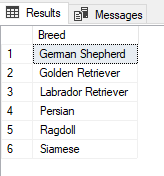 Results Messages
Breed
1 German Shepherd
2 Golden Retriever
3 Labrador Retriever
4 Persian
5 Ragdoll
6 Siamese